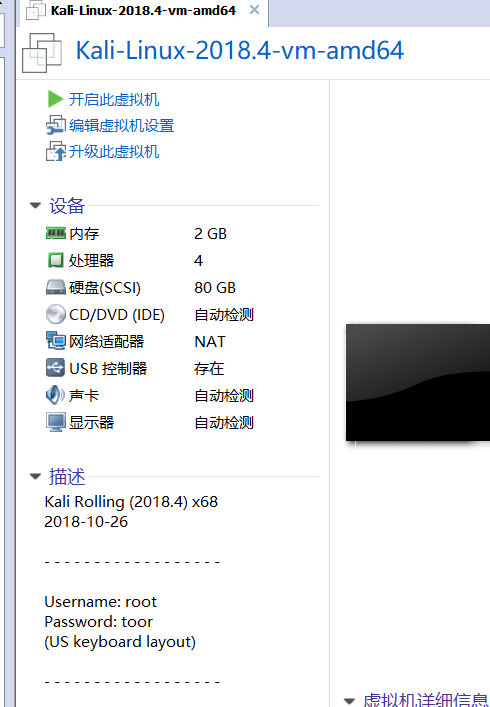 Kali-Linux-2018.4-vm-amd64
Kali-Linux-2018.4-vm-amd64
开启此虚拟机
编辑虚拟机设置
升级此虚拟机
设备
内存 2 GB
处理器 4
硬盘(SCSI) 80 GB
CD/DVD (IDE) 自动检测
网络适配器 NAT
USB 控制器 存在
声卡 自动检测
显示器 自动检测
描述
Kali Rolling (2018.4) x68
2018-10-26
- - - - - - - - - - - - - - - - - -
Username: root
Password: toor
(US keyboard layout)
- - - - - - - - - - - - - - - - - -
虚拟机详细信息